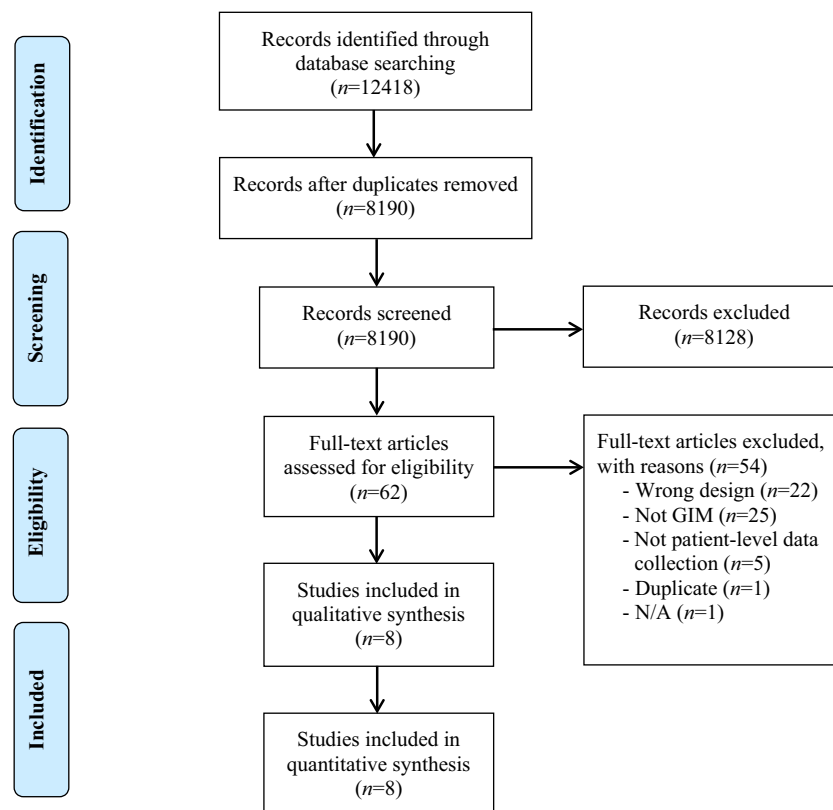 Identification
Records identified through
database searching
(n=12418)
Records after duplicates removed
(n=8190)
Screening
Records screened
(n=8190)
Records excluded
(n=8128)
Eligibility
Full-text articles
assessed for eligibility
(n=62)
Full-text articles excluded,
with reasons (n=54)
- Wrong design (n=22)
- Not GIM (n=25)
- Not patient-level data
collection (n=5)
- Duplicate (n=1)
- N/A (n=1)
Studies included in
qualitative synthesis
(n=8)
Included
Studies included in
quantitative synthesis
(n=8)